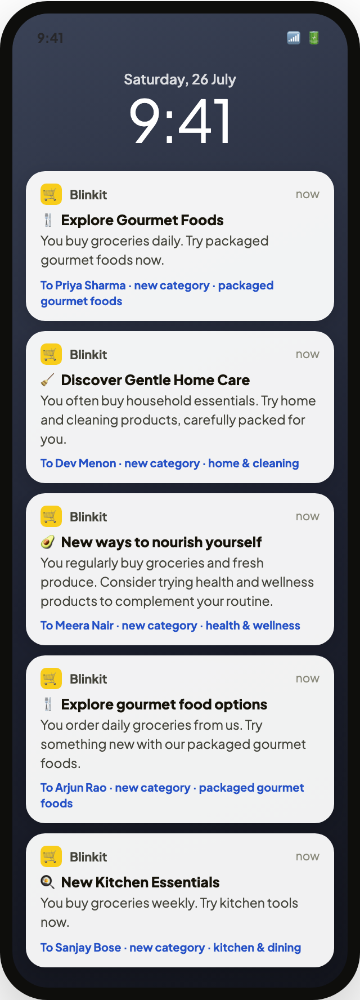 9:41
Saturday, 26 July
9:41
Blinkit
now
Explore Gourmet Foods
You buy groceries daily. Try packaged
gourmet foods now.
To Priya Sharma · new category · packaged
gourmet foods
Blinkit
now
Discover Gentle Home Care
You often buy household essentials. Try home
and cleaning products, carefully packed for
you.
To Dev Menon · new category · home & cleaning
Blinkit
now
New ways to nourish yourself
You regularly buy groceries and fresh
produce. Consider trying health and wellness
products to complement your routine.
To Meera Nair · new category · health & wellness
Blinkit
now
Explore gourmet food options
You order daily groceries from us. Try
something new with our packaged gourmet
foods.
To Arjun Rao · new category · packaged gourmet
foods
Blinkit
now
New Kitchen Essentials
You buy groceries weekly. Try kitchen tools
now.
To Sanjay Bose · new category · kitchen & dining